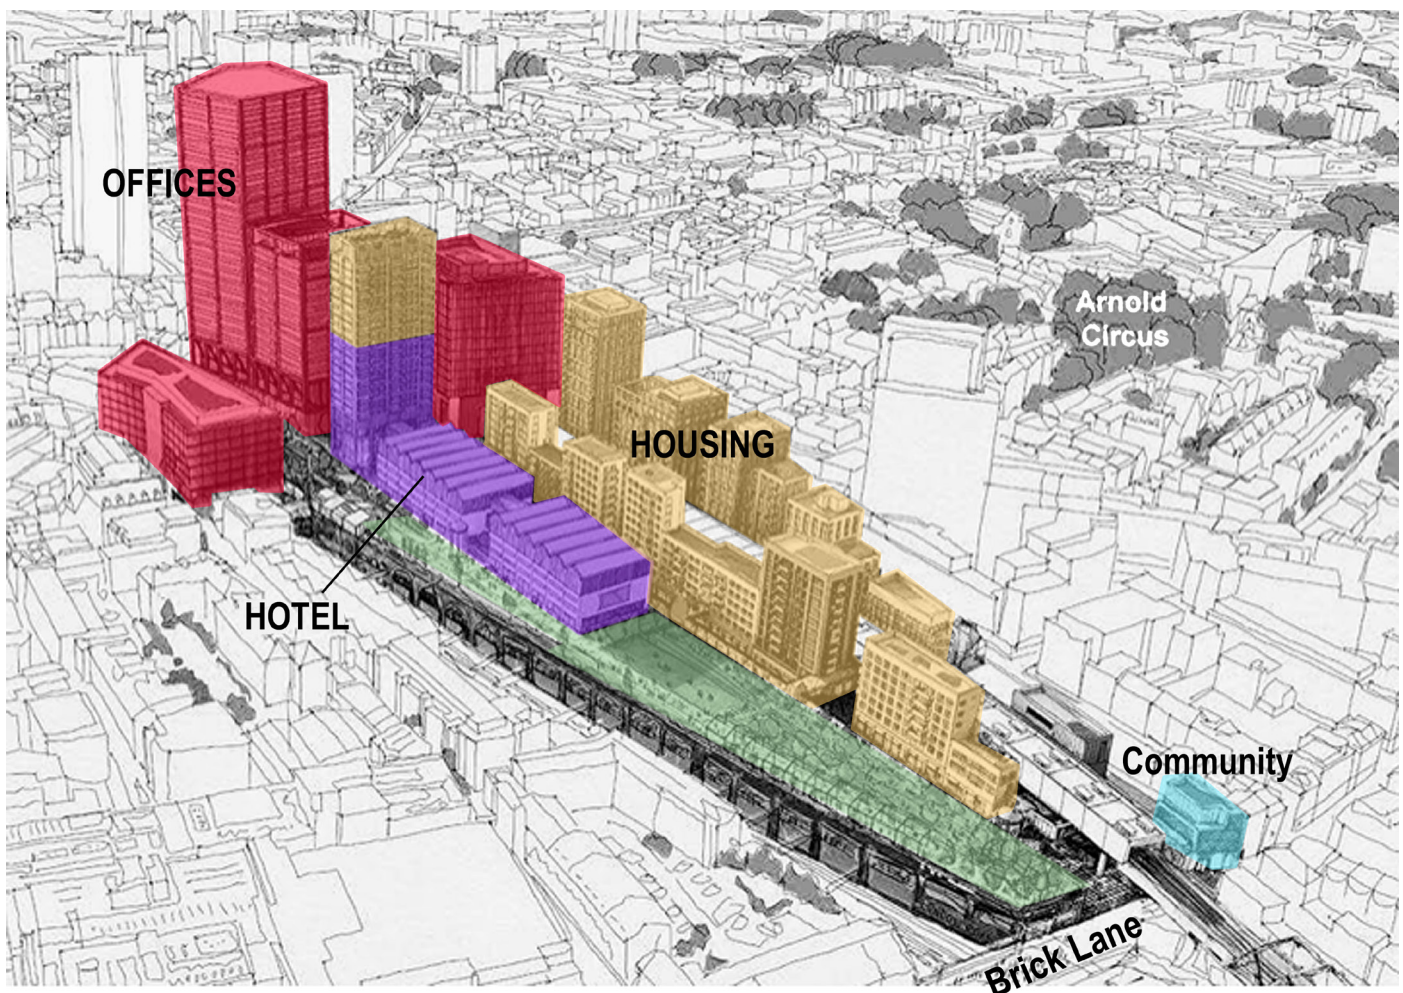 OFFICES
Arnold
Circus
HOUSING
HOTEL
Community
Brick Lane